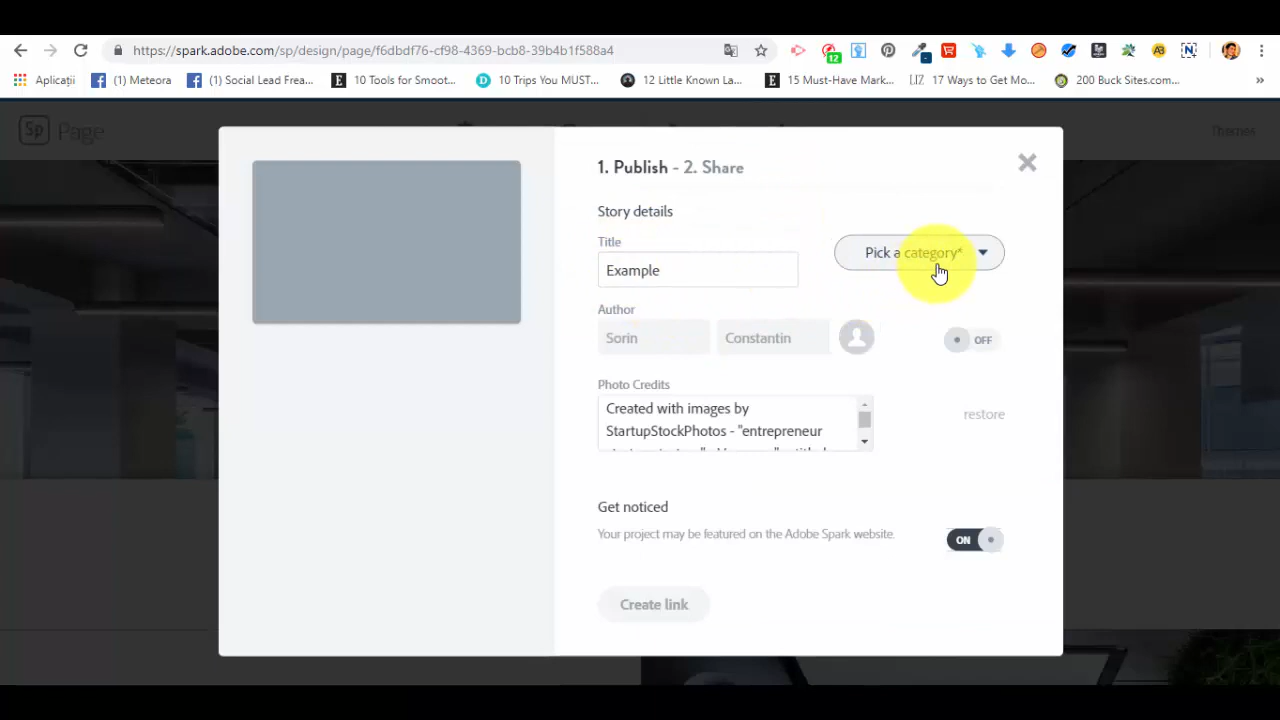 https://spark.adobe.com/sp/design/page/f6dbdf76-cf98-4369-bcb8-39b4b1f588a4
12
AB
N
Aplicații
(1) Meteora
(1) Social Lead Frea...
E
10 Tools for Smoot...
D
10 Trips You MUST...
12 Little Known La...
E
15 Must-Have Mark...
17 Ways to Get Mo...
200 Buck Sites.com...
»
Sp Page
Themes
1. Publish - 2. Share
Story details
Title
Pick a category*
Example
Author
Sorin
Constantin
OFF
Photo Credits
Created with images by
restore
StartupStockPhotos - "entrepreneur
Get noticed
Your project may be featured on the Adobe Spark website.
ON
Create link